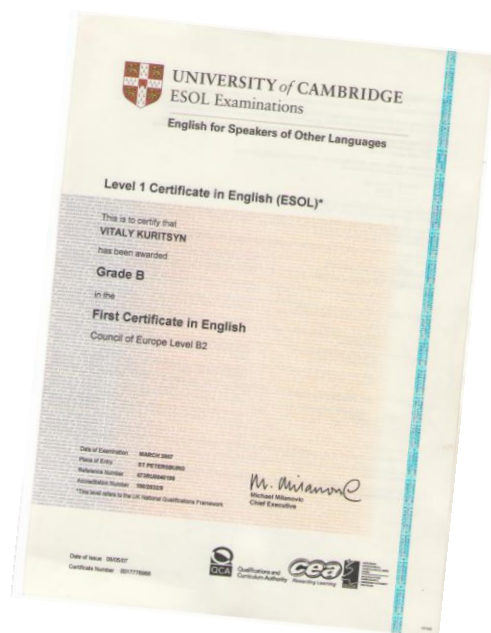 UNIVERSITY of CAMBRIDGE
ESOL Examinations
English for Speakers of Other Languages
Level 1 Certificate in English (ESOL)*
This is to certify that
VITALY KURITSYN
has been awarded
Grade B
in the
First Certificate in English
Council of Europe Level B2
Date of Examination MARCH 2007
Place of Entry ST PETERSBURG
Reference Number
Accreditation Number
*This level refers to the UK National Qualifications Framework
M. Milanovic
Michael Milanovic
Chief Executive
Date of Issue
Certificate Number
QCA
Qualifications and
Curriculum Authority
cea
Rewarding Learning